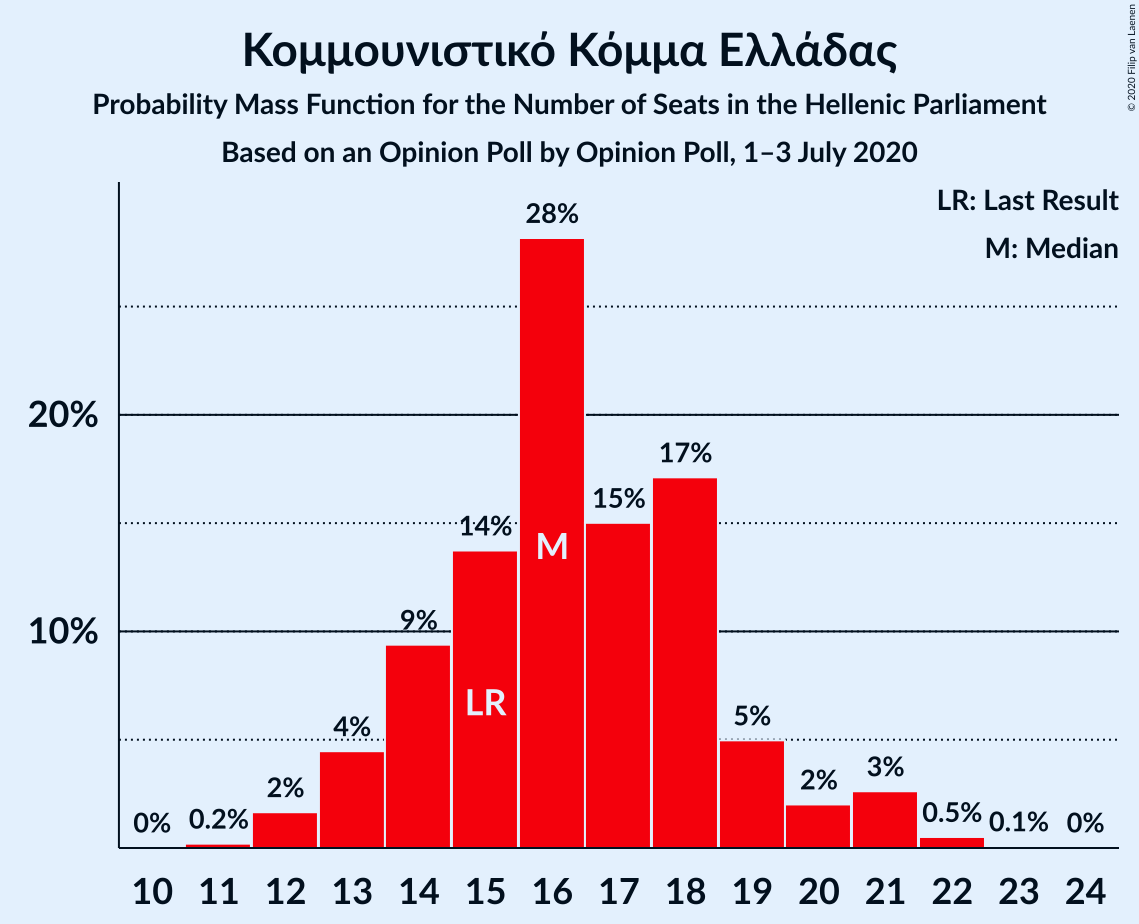 Κομμουνιστικό Κόμμα Ελλάδας
Probability Mass Function for the Number of Seats in the Hellenic Parliament
Based on an Opinion Poll by Opinion Poll, 1–3 July 2020
© 2020 Filip van Laenen
LR: Last Result
M: Median
20%
10%
0%
0.2%
2%
4%
9%
14%
28%
15%
17%
5%
2%
3%
0.5%
0.1%
0%
LR
M
10 11 12 13 14 15 16 17 18 19 20 21 22 23 24